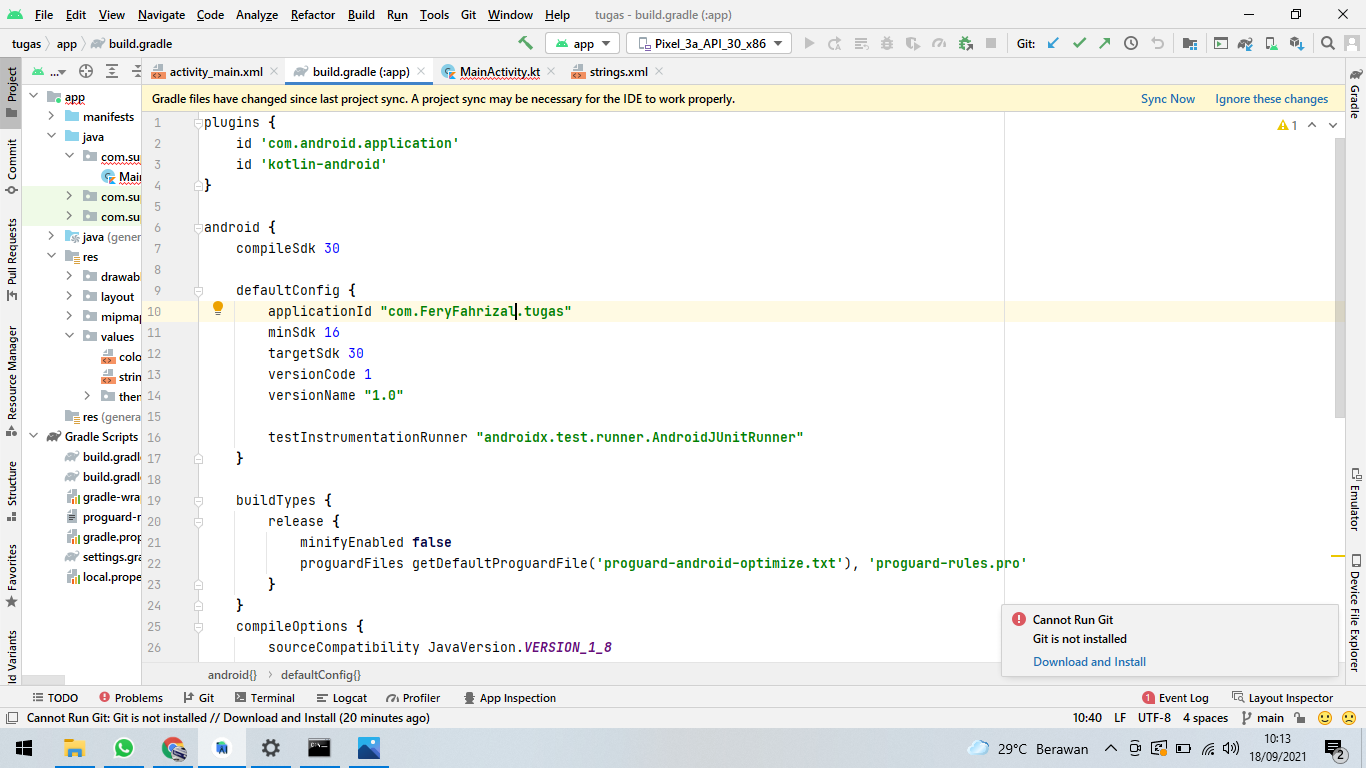 File Edit View Navigate Code Analyze Refactor Build Run Tools Git Window Help tugas - build.gradle (:app)
tugas app build.gradle app Pixel_3a_API_30_x86 Git:
Project
Commit
Pull Requests
Resource Manager
Structure
Favorites
ld Variants
...
app
manifests
java
com.su
Mai
com.su
com.su
java (gener
res
drawab
layout
mipmap
values
colo
strin
then
res (genera
Gradle Scripts
build.gradl
build.gradl
gradle-wra
proguard-r
gradle.prop
settings.gra
local.prope
activity_main.xml build.gradle (:app) MainActivity.kt strings.xml
Gradle files have changed since last project sync. A project sync may be necessary for the IDE to work properly. Sync Now Ignore these changes
1 plugins {
2 id 'com.android.application'
3 id 'kotlin-android'
4 }
5
6 android {
7 compileSdk 30
8
9 defaultConfig {
10 applicationId "com.FeryFahrizal.tugas"
11 minSdk 16
12 targetSdk 30
13 versionCode 1
14 versionName "1.0"
15
16 testInstrumentationRunner "androidx.test.runner.AndroidJUnitRunner"
17 }
18
19 buildTypes {
20 release {
21 minifyEnabled false
22 proguardFiles getDefaultProguardFile('proguard-android-optimize.txt'), 'proguard-rules.pro'
23 }
24 }
25 compileOptions {
26 sourceCompatibility JavaVersion.VERSION_1_8
1
android{} defaultConfig{}
Gradle
Emulator
Device File Explorer
Cannot Run Git
Git is not installed
Download and Install
TODO Problems Git Terminal Logcat Profiler App Inspection 1 Event Log Layout Inspector
Cannot Run Git: Git is not installed // Download and Install (20 minutes ago) 10:40 LF UTF-8 4 spaces main
29°C Berawan
10:13
18/09/2021
2